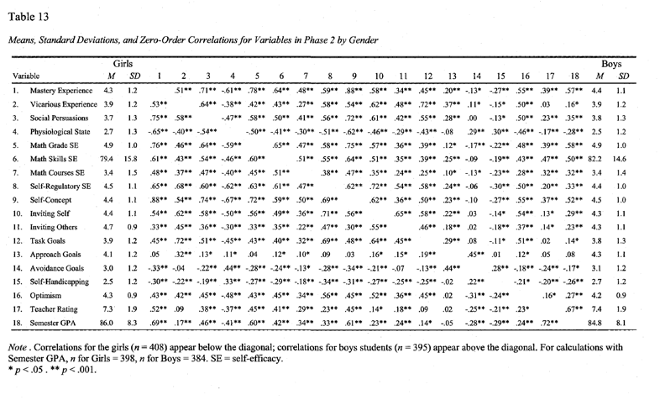 Table 13
Means, Standard Deviations, and Zero-Order Correlations for Variables in Phase 2 by Gender
Girls Boys
Variable M SD 1 2 3 4 5 6 7 8 9 10 11 12 13 14 15 16 17 18 M SD
1. Mastery Experience 4.3 1.2 .51** .71** -.61** .78** .64** .48** .59** .88** .58** .34** .45** .20** -.13* -.27** .55** .39** .57** 4.4 1.1
2. Vicarious Experience 3.9 1.2 .53** .64** -.38** .42** .43** .27** .58** .54** .62** .48** .72** .37** .11* -.15* .50** .03 .16* 3.9 1.2
3. Social Persuasions 3.7 1.3 .75** .58** -.47** .58** .50** .41** .56** .72** .61** .42** .55** .28** .00 -.13* .50** .23** .35** 3.8 1.3
4. Physiological State 2.7 1.3 -.65** -.40** -.54** -.50** -.41** -.30** -.51** -.62** -.46** -.29** -.43** -.08 .29** .30** -.46** -.17** -.28** 2.5 1.2
5. Math Grade SE 4.9 1.0 .76** .46** .64** -.59** .65** .47** .58** .75** .48** .36** .39** .12* -.17** -.22** .48** .39** .58** 4.9 1.0
6. Math Skills SE 79.4 15.8 .61** .43** .54** -.46** .60** .51** .55** .64** .51** .35** .39** .25** -.09 -.19** .43** .47** .50** 82.2 14.6
7. Math Courses SE 3.4 1.5 .48** .37** .47** -.40** .45** .51** .38** .47** .35** .24** .25** .10* -.13* -.23** .28** .32** .33** 3.4 1.4
8. Self-Regulatory SE 4.5 1.1 .65** .68** .60** -.62** .63** .61** .47** .62** .72** .54** .58** .24** -.06 -.30** .50** .20** .33** 4.4 1.0
9. Self-Concept 4.4 1.1 .88** .54** .74** -.67** .72** .59** .50** .69** .62** .36** .50** .23** -.10 -.27** .55** .37** .52** 4.5 1.0
10. Inviting Self 4.4 1.1 .54** .62** .58** -.50** .56** .49** .36** .71** .56** .65** .58** .22** -.03 -.14* .54** .13* .29** 4.3 1.1
11. Inviting Others 4.7 0.9 .33** .45** .36** -.30** .33** .35** .22** .47** .30** .55** .46** .18** .02 -.18** .37** .14* .23** 4.3 1.1
12. Task Goals 3.9 1.2 .45** .72** .51** -.45** .43** .40** .32** .69** .48** .64** .45** .29** .08 -.11* .51** .02 .14* 3.8 1.3
13. Approach Goals 4.1 1.2 .05 .32** .13* .11* .04 .12* .10* .09 .03 .16* .15* .19** .45** .01 .12* .05 .08 4.3 1.1
14. Avoidance Goals 3.0 1.2 -.33** -.04 -.22** .44** -.28** -.24** -.13* -.28** -.34** -.21** -.07 -.13** .44** .28** -.18** -.24** -.17* 3.1 1.2
15. Self-Handicapping 2.5 1.2 -.30** -.22** -.19** .33** -.27** -.29** -.18** -.34** -.31** -.27** -.25** -.25** -.02 .22** -.21* -.20** -.26** 2.7 1.2
16. Optimism 4.3 0.9 .43** .42** .45** -.48** .43** .45** .34** .56** .45** .52** .36** .45** .02 -.31** -.24** .16* .27** 4.2 0.9
17. Teacher Rating 7.3 1.9 .52** .09 .38** -.37** .45** .41** .29** .23** .45** .14* .18** .09 .02 -.25** -.21** .23* .67** 7.4 1.9
18. Semester GPA 86.0 8.3 .69** .17** .46** -.41** .60** .42** .34** .33** .61** .23** .24** .14* -.05 -.28** -.29** .24** .72** 84.8 8.1
Note. Correlations for the girls (n = 408) appear below the diagonal; correlations for boys students (n = 395) appear above the diagonal. For calculations with
Semester GPA, n for Girls = 398, n for Boys = 384. SE = self-efficacy.
* p < .05. ** p < .001.